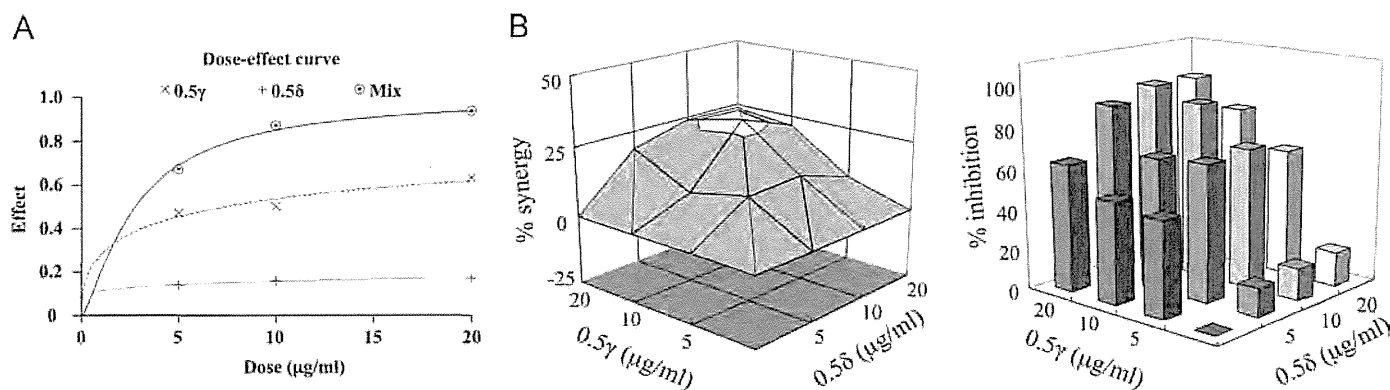 A
Dose-effect curve
× 0.5γ + 0.5δ ⊙ Mix
1.0
0.8
0.6
0.4
0.2
0
Effect
0 5 10 15 20
Dose (μg/ml)
B
50
25
0
-25
% synergy
20
10
5
0.5γ (μg/ml)
5
10
20
0.5δ (μg/ml)
100
80
60
40
20
0
% inhibition
20
10
5
0.5γ (μg/ml)
5
10
20
0.5δ (μg/ml)